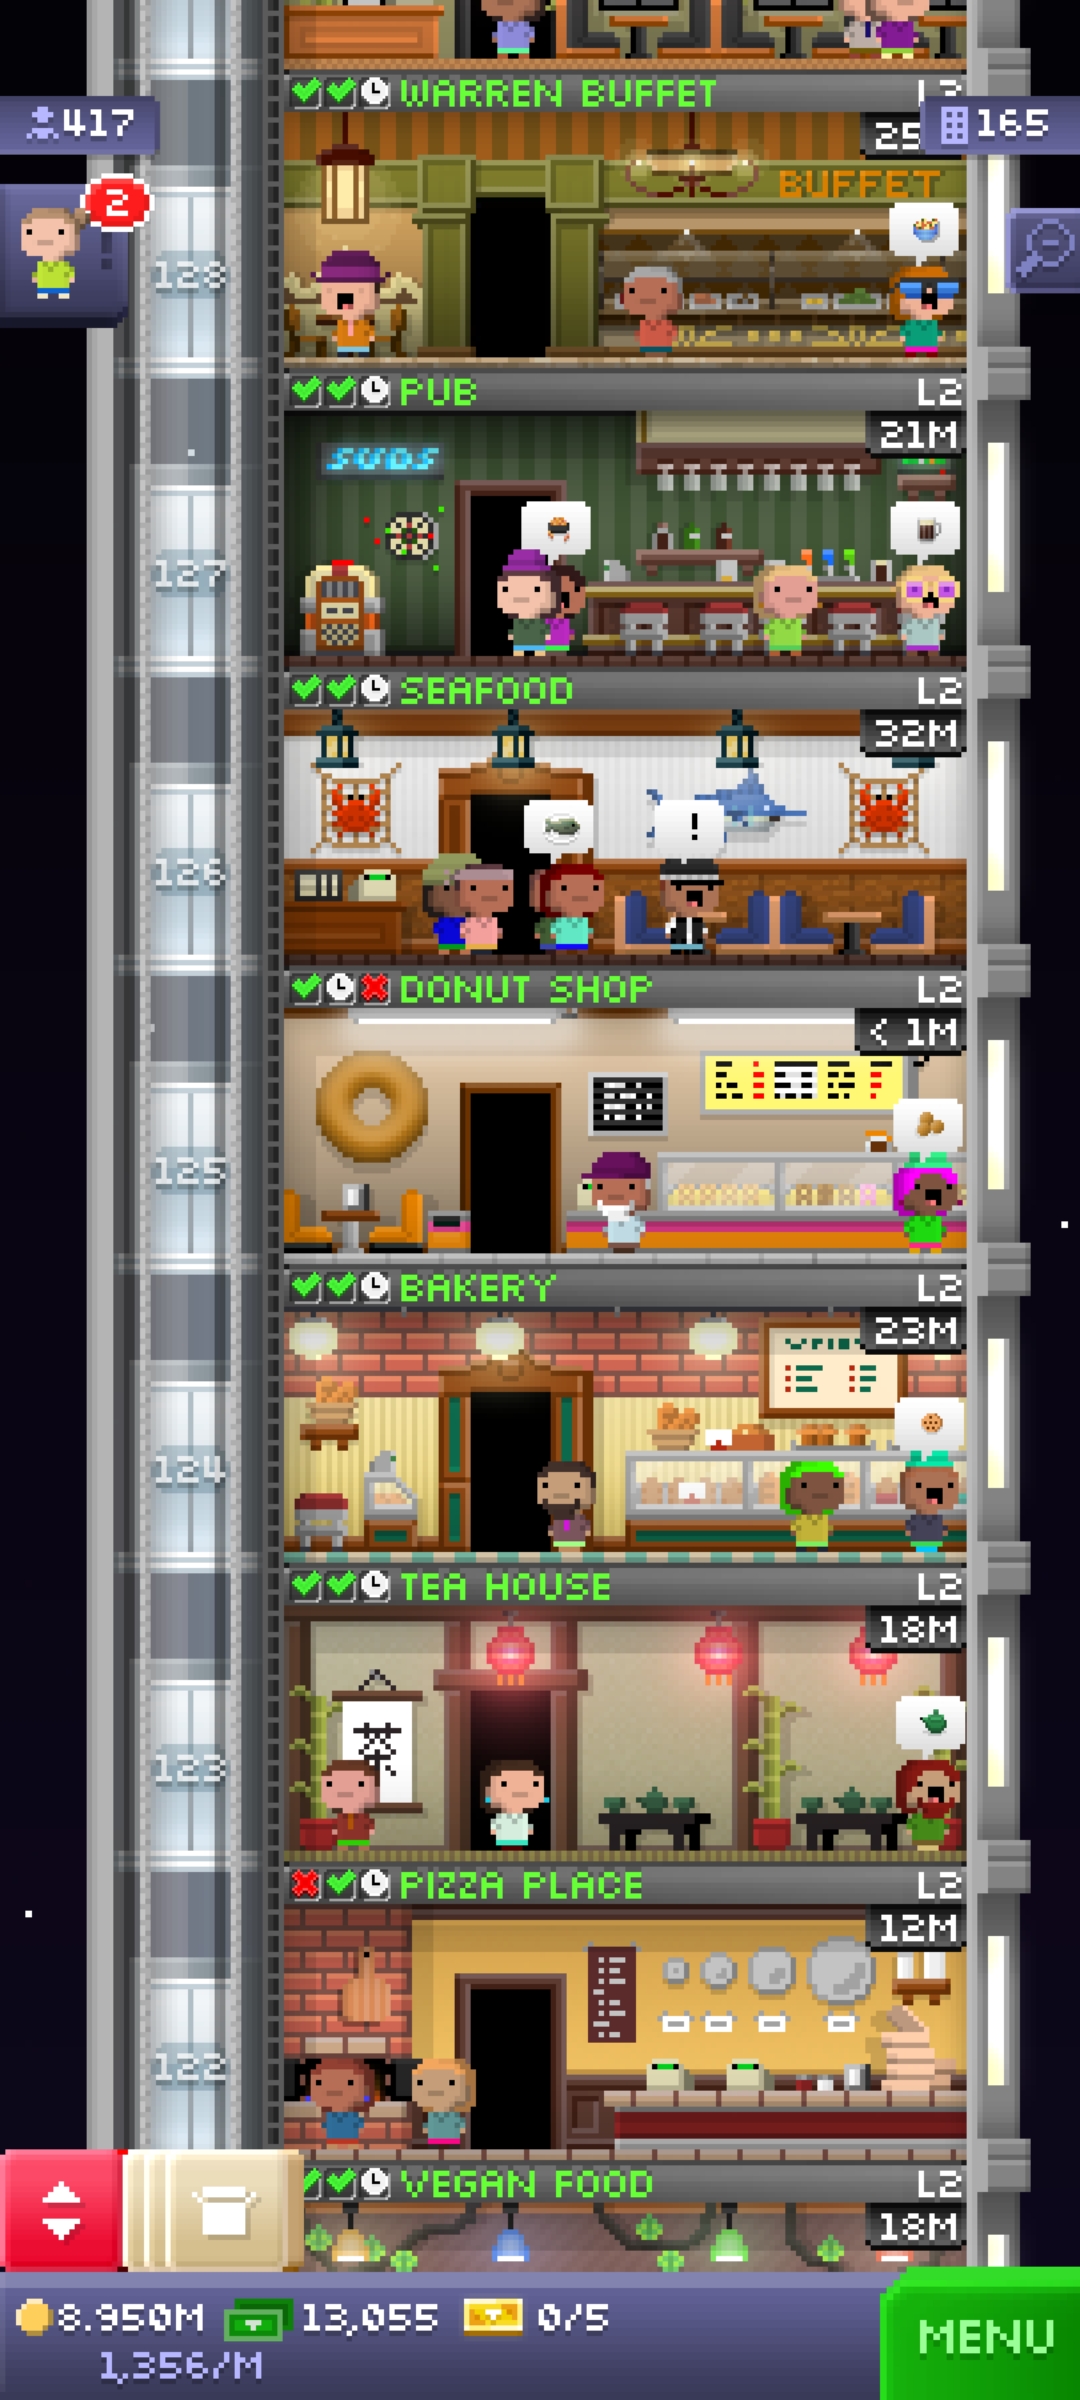 WARREN BUFFET
417
25
165
BUFFET
2
128
PUB L2
21M
SUDS
127
SEAFOOD L2
32M
!
126
DONUT SHOP L2
< 1M
125
BAKERY L2
23M
124
TEA HOUSE L2
18M
英
123
PIZZA PLACE L2
12M
122
VEGAN FOOD L2
18M
8.950M 13,055 0/5
1,356/M
MENU